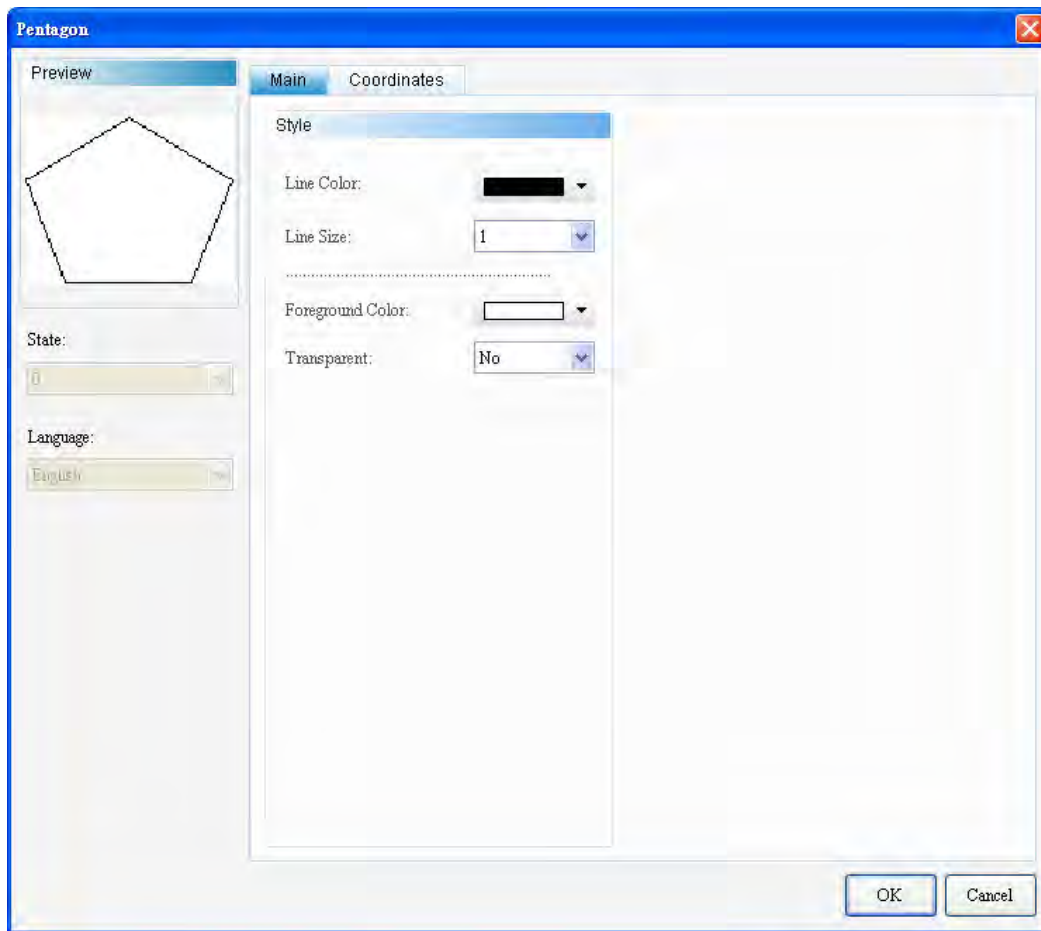 Pentagon
Preview
Main Coordinates
Style
Line Color:
Line Size: 1
Foreground Color:
Transparent: No
State:
0
Language:
English
OK Cancel